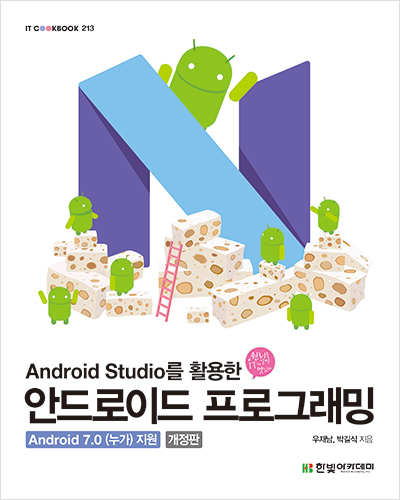 IT COOKBOOK 213
Android Studio를 활용한
안드로이드 프로그래밍
Android 7.0 (누가) 지원 개정판
우재남, 박길식 지음
한빛아카데미